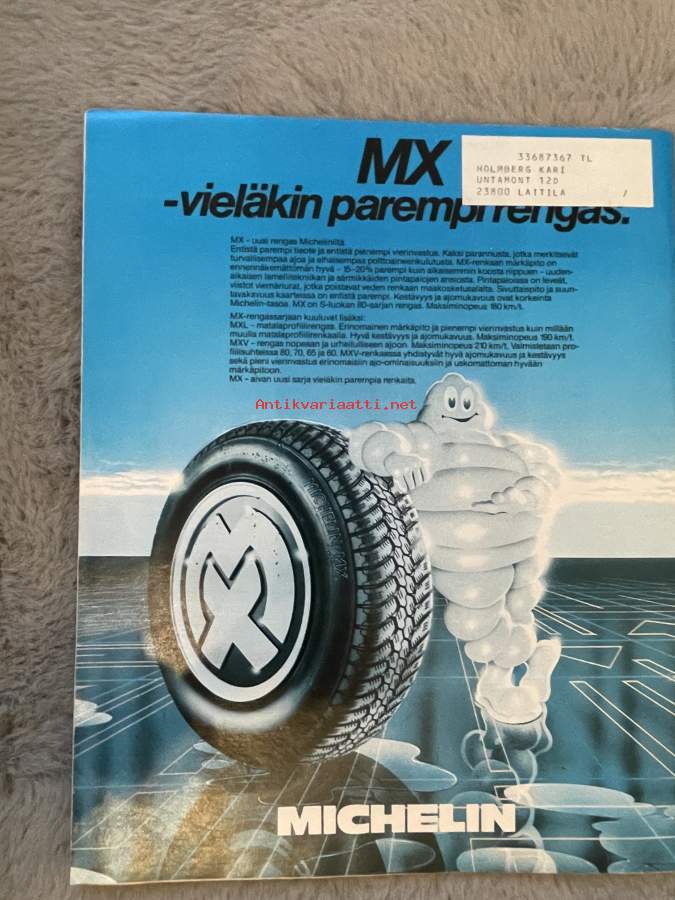 MX
33687367 TL
HOLMBERG KARI
UNTAMONT 12D
23800 LAITILA /
-vieläkin parempi rengas.
MX - uusi rengas Micheliniltä.
Entistä parempi tieote ja entistä pienempi vierinvastus. Kaksi parannusta, jotka merkitsevät
turvallisempaa ajoa ja alhaisempaa polttoaineenkulutusta. MX-renkaan märkäpito on
ennennäkemättömän hyvä - 15-20% parempi kuin aikaisemmin koosta riippuen - uuden-
aikaisen lamellitekniikan ja särmikkäiden pintapalojen ansiosta. Pintapaloissa on leveät,
viistot viemäriurat, jotka poistavat veden renkaan maakosketusalalta. Sivuttaispito ja suun-
tavakavuus kaarteissa on entistä parempi. Kestävyys ja ajomukavuus ovat korkeinta
Michelin-tasoa. MX on S-luokan 80-sarjan rengas. Maksiminopeus 180 km/t.
MX-rengassarjaan kuuluvat lisäksi:
MXL - matalaprofiilirengas. Erinomainen märkäpito ja pienempi vierinvastus kuin millään
muulla matalaprofiilirenkaalla. Hyvä kestävyys ja ajomukavuus. Maksiminopeus 190 km/t.
MXV - rengas nopeaan ja urheilulliseen ajoon. Maksiminopeus 210 km/t. Valmistetaan pro-
fiilisuhteissa 80, 70, 65 ja 60. MXV-renkaassa yhdistyvät hyvä ajomukavuus ja kestävyys
sekä pieni vierinvastus erinomaisiin ajo-ominaisuuksiin ja uskomattoman hyvään
märkäpitoon.
MX - aivan uusi sarja vieläkin parempia renkaita.
Antikvariaatti.net
MICHELIN MX
MX
MICHELIN